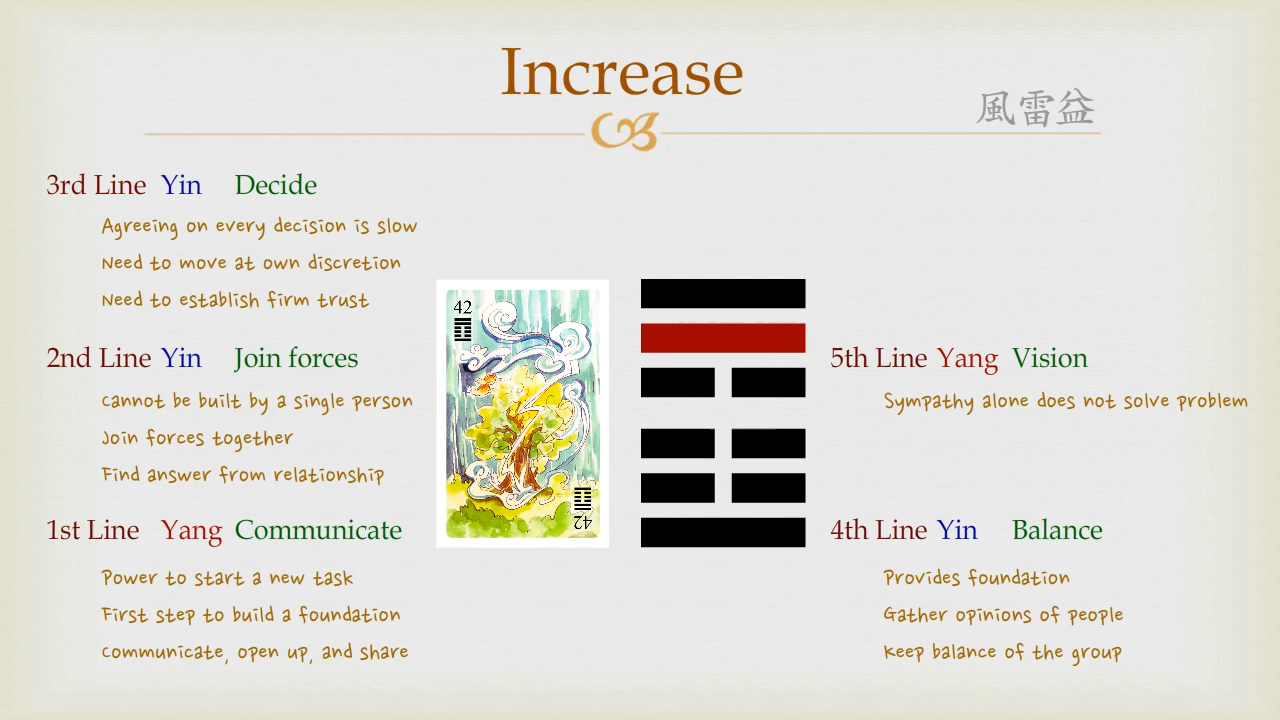 Increase
風雷益
3rd Line Yin Decide
Agreeing on every decision is slow
Need to move at own discretion
Need to establish firm trust
2nd Line Yin Join forces
Cannot be built by a single person
Join forces together
Find answer from relationship
1st Line Yang Communicate
Power to start a new task
First step to build a foundation
Communicate, open up, and share
42
42
5th Line Yang Vision
Sympathy alone does not solve problem
4th Line Yin Balance
Provides foundation
Gather opinions of people
Keep balance of the group